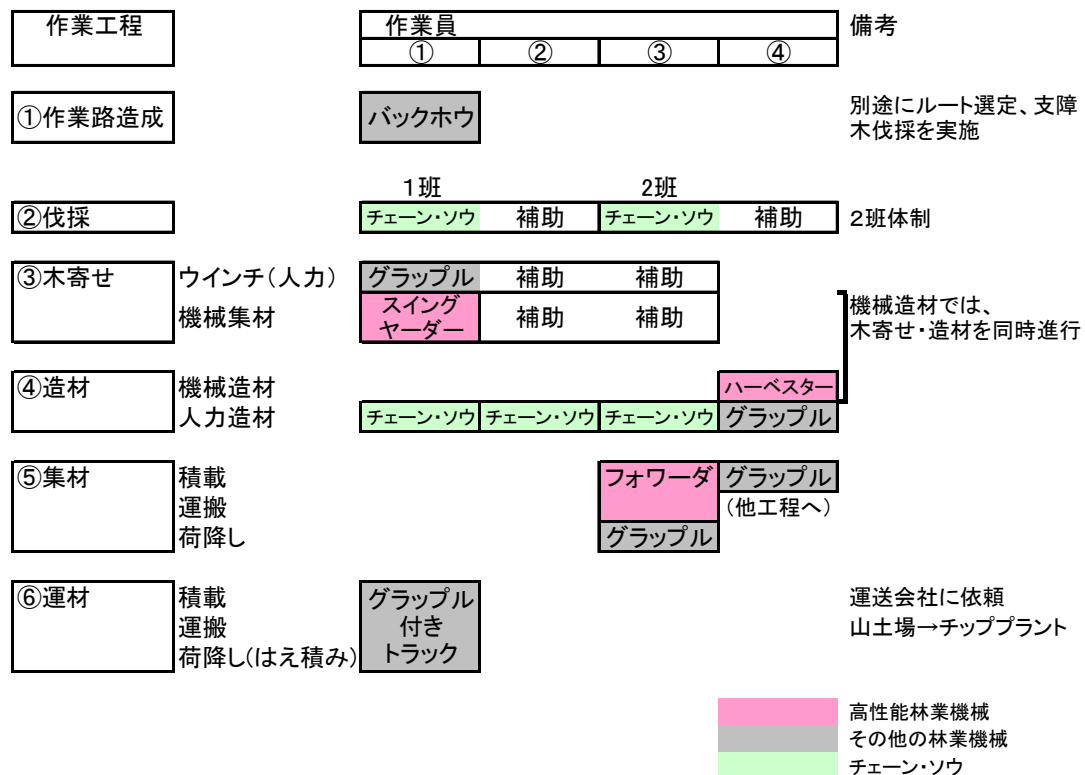 作業工程 作業員 備考
① ② ③ ④
①作業路造成 バックホウ 別途にルート選定、支障
木伐採を実施
1班 2班
②伐採 チェーン・ソウ 補助 チェーン・ソウ 補助 2班体制
③木寄せ ウインチ(人力) グラップル 補助 補助
機械集材 スイング
ヤーダー 補助 補助
機械造材では、
木寄せ・造材を同時進行
④造材 機械造材 ハーベスター
人力造材 チェーン・ソウ チェーン・ソウ チェーン・ソウ グラップル
⑤集材 積載 フォワーダ グラップル
運搬 (他工程へ)
荷降し グラップル
⑥運材 積載 グラップル 運送会社に依頼
運搬 付き 山土場→チッププラント
荷降し(はえ積み) トラック
高性能林業機械
その他の林業機械
チェーン・ソウ